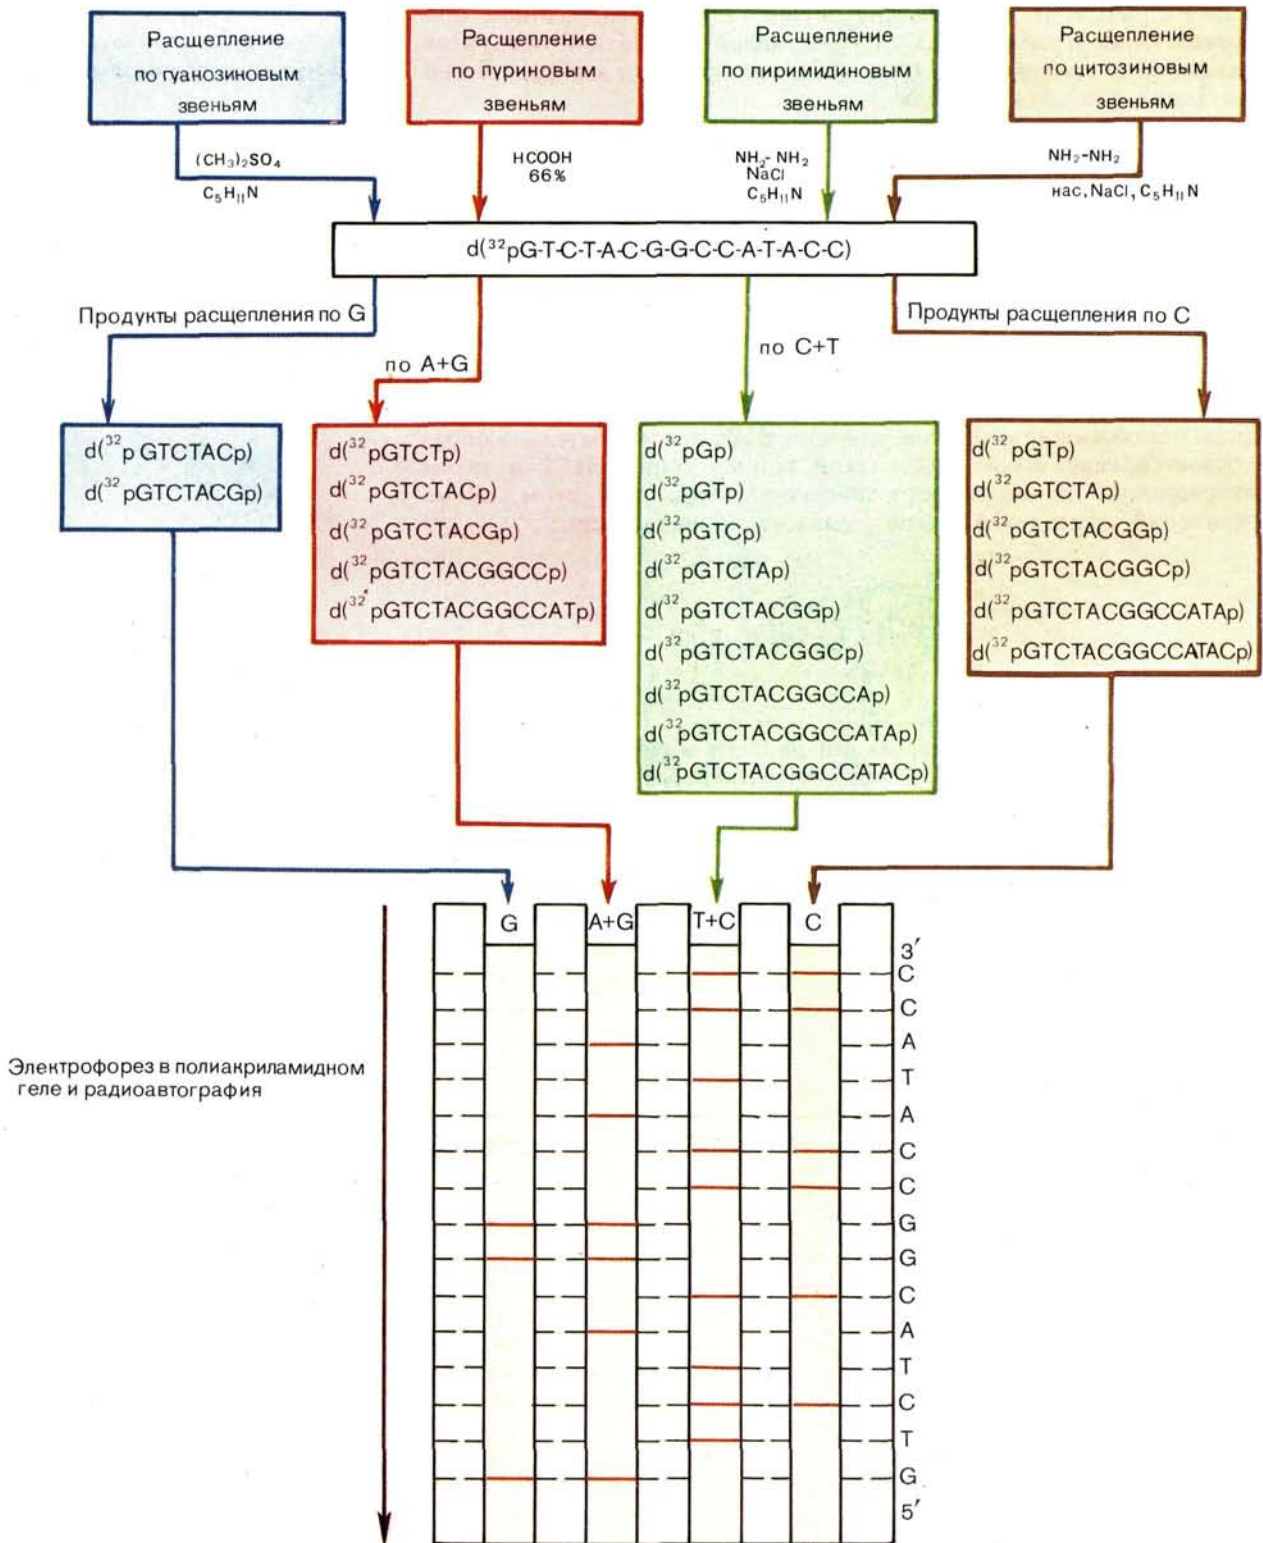 Расщепление
по гуанозиновым
звеньям
Расщепление
по пуриновым
звеньям
Расщепление
по пиримидиновым
звеньям
Расщепление
по цитозиновым
звеньям
(CH₃)₂SO₄
C₅H₁₁N
HCOOH
66%
NH₂-NH₂
NaCl
C₅H₁₁N
NH₂-NH₂
нас. NaCl, C₅H₁₁N
d(³²pG-T-C-T-A-C-G-G-C-C-A-T-A-C-C)
Продукты расщепления по G
по A+G
по C+T
Продукты расщепления по C
d(³²p GTCTACp)
d(³²pGTCTACGp)
d(³²pGTCTp)
d(³²pGTCTACp)
d(³²pGTCTACGp)
d(³²pGTCTACGGCCp)
d(³²pGTCTACGGCCATp)
d(³²pGp)
d(³²pGTp)
d(³²pGTCp)
d(³²pGTCTAp)
d(³²pGTCTACGGp)
d(³²pGTCTACGGCp)
d(³²pGTCTACGGCCAp)
d(³²pGTCTACGGCCATAp)
d(³²pGTCTACGGCCATACp)
d(³²pGTp)
d(³²pGTCTAp)
d(³²pGTCTACGGp)
d(³²pGTCTACGGCp)
d(³²pGTCTACGGCCATAp)
d(³²pGTCTACGGCCATACp)
G A+G T+C C
3′
C
C
A
T
A
C
C
G
G
C
A
T
C
T
G
5′
Электрофорез в полиакриламидном
геле и радиоавтография